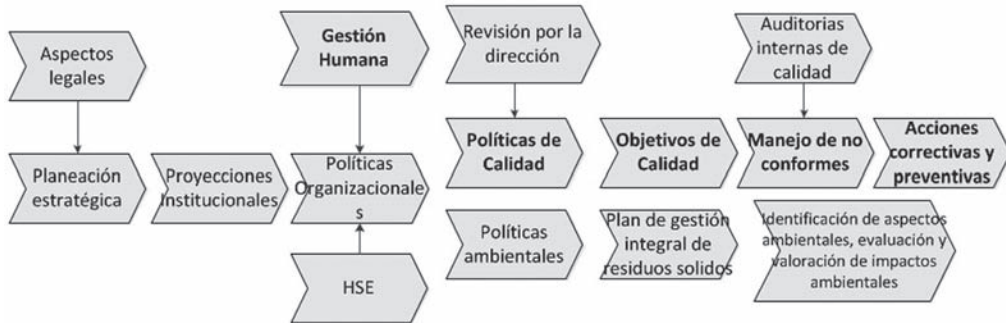 Aspectos
legales
Gestión
Humana
Revisión por la
dirección
Auditorias
internas de
calidad
Planeación
estratégica
Proyecciones
Institucionales
Políticas
Organizacionale
s
Políticas de
Calidad
Objetivos de
Calidad
Manejo de no
conformes
Acciones
correctivas y
preventivas
HSE
Políticas
ambientales
Plan de gestión
integral de
residuos solidos
Identificación de aspectos
ambientales, evaluación y
valoración de impactos
ambientales